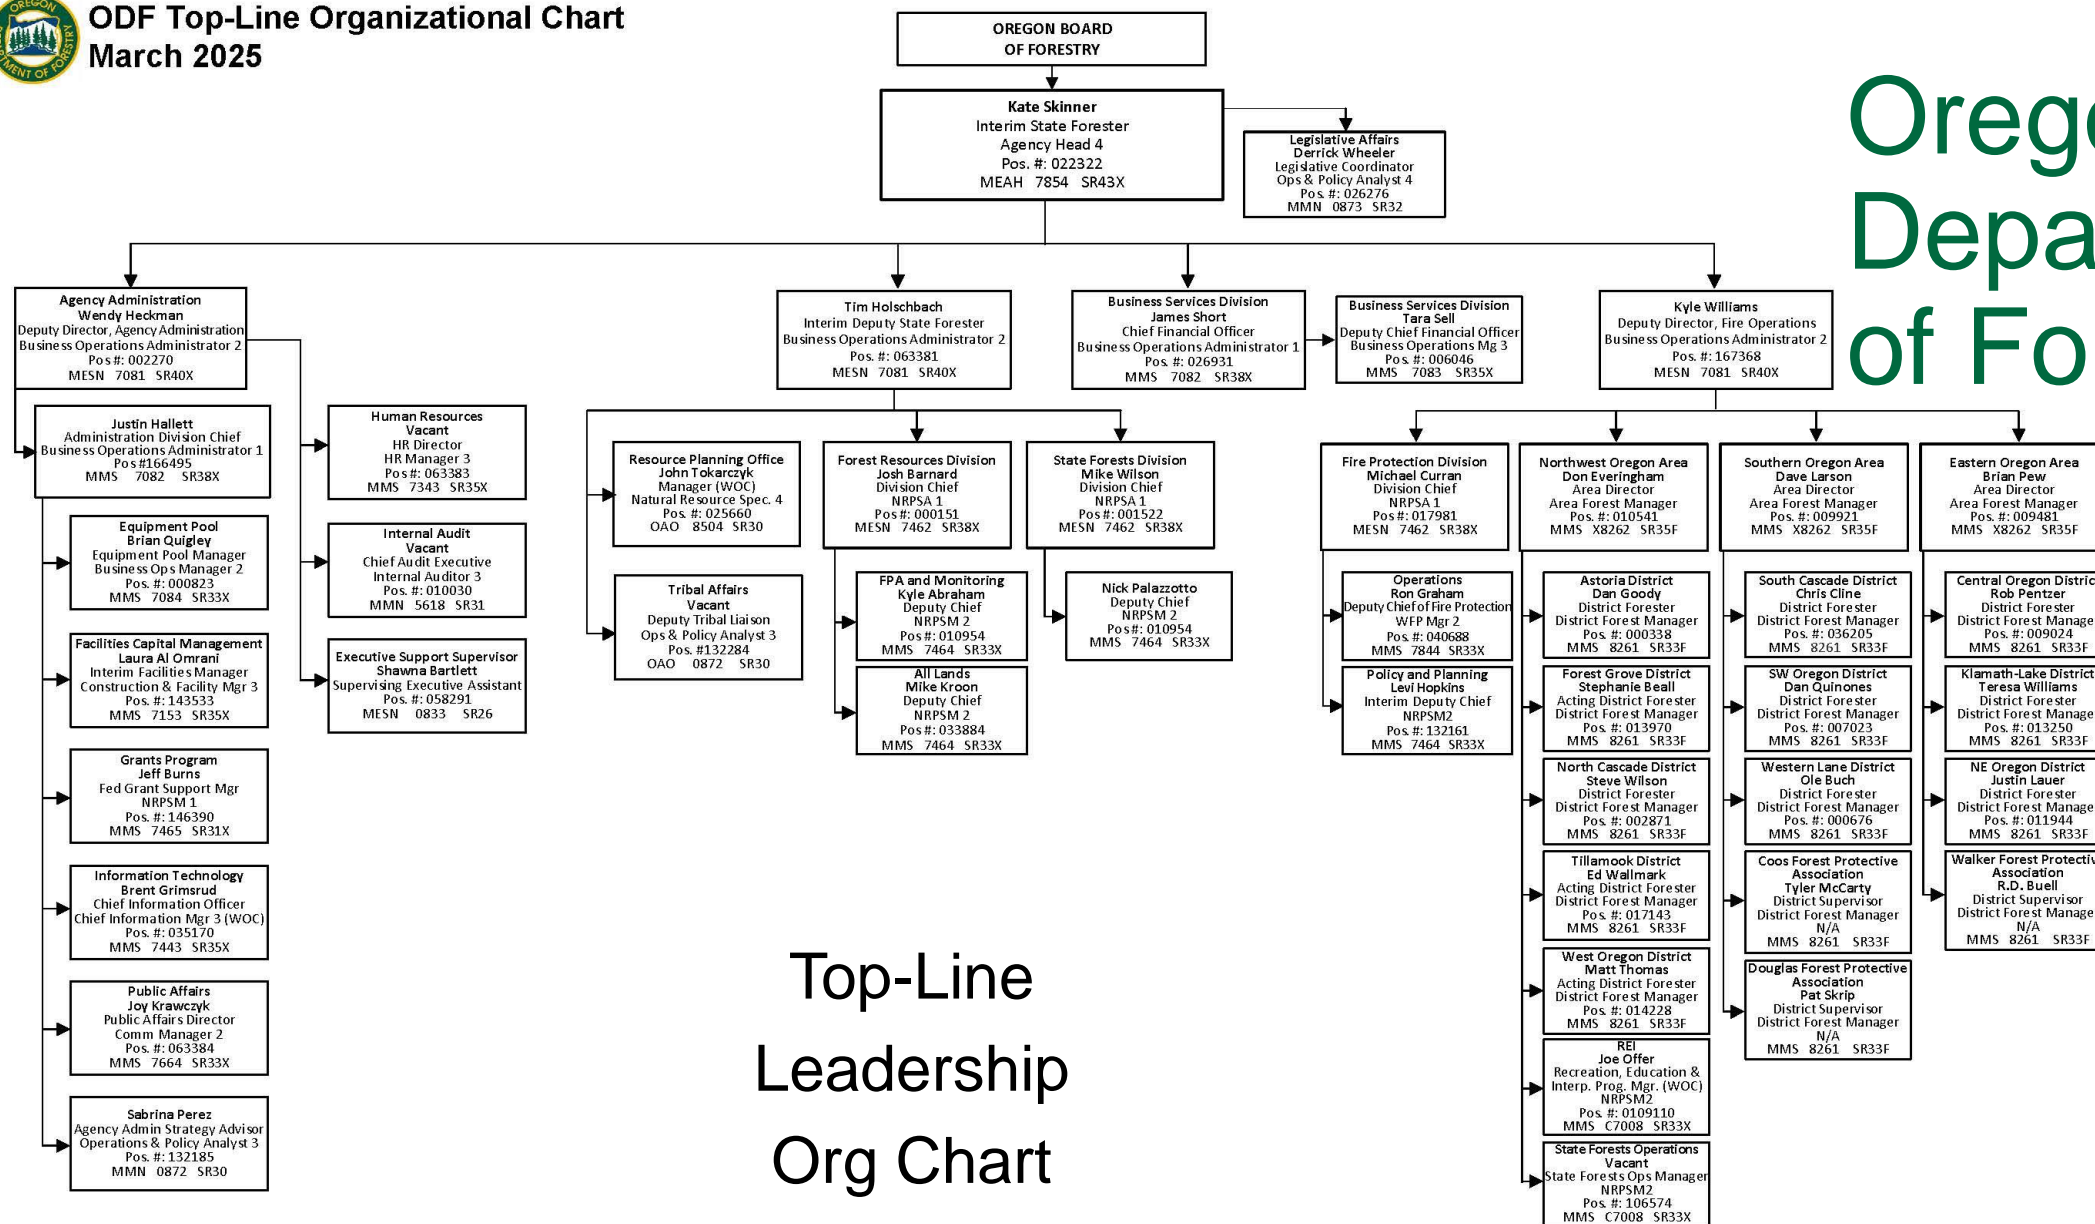 OREGON
DEPARTMENT OF FORESTRY
ODF Top-Line Organizational Chart
March 2025
OREGON BOARD
OF FORESTRY
Kate Skinner
Interim State Forester
Agency Head 4
Pos. #: 022322
MEAH 7854 SR43X
Legislative Affairs
Derrick Wheeler
Legislative Coordinator
Ops & Policy Analyst 4
Pos. #: 026276
MMN 0873 SR32
Orego
Depa
of Fo
Agency Administration
Wendy Heckman
Deputy Director, Agency Administration
Business Operations Administrator 2
Pos #: 002270
MESN 7081 SR40X
Tim Holschbach
Interim Deputy State Forester
Business Operations Administrator 2
Pos. #: 063381
MESN 7081 SR40X
Business Services Division
James Short
Chief Financial Officer
Business Operations Administrator 1
Pos. #: 026931
MMS 7082 SR38X
Business Services Division
Tara Sell
Deputy Chief Financial Officer
Business Operations Mg 3
Pos. #: 006046
MMS 7083 SR35X
Kyle Williams
Deputy Director, Fire Operations
Business Operations Administrator 2
Pos. #: 167368
MESN 7081 SR40X
Justin Hallett
Administration Division Chief
Business Operations Administrator 1
Pos #166495
MMS 7082 SR38X
Human Resources
Vacant
HR Director
HR Manager 3
Pos #: 063383
MMS 7343 SR35X
Equipment Pool
Brian Quigley
Equipment Pool Manager
Business Ops Manager 2
Pos. #: 000823
MMS 7084 SR33X
Internal Audit
Vacant
Chief Audit Executive
Internal Auditor 3
Pos. #: 010030
MMN 5618 SR31
Facilities Capital Management
Laura Al Omrani
Interim Facilities Manager
Construction & Facility Mgr 3
Pos. #: 143533
MMS 7153 SR35X
Executive Support Supervisor
Shawna Bartlett
Supervising Executive Assistant
Pos. #: 058291
MESN 0833 SR26
Grants Program
Jeff Burns
Fed Grant Support Mgr
NRPSM 1
Pos. #: 146390
MMS 7465 SR31X
Information Technology
Brent Grimsrud
Chief Information Officer
Chief Information Mgr 3 (WOC)
Pos. #: 035170
MMS 7443 SR35X
Public Affairs
Joy Krawczyk
Public Affairs Director
Comm Manager 2
Pos. #: 063384
MMS 7664 SR33X
Sabrina Perez
Agency Admin Strategy Advisor
Operations & Policy Analyst 3
Pos. #: 132185
MMN 0872 SR30
Resource Planning Office
John Tokarczyk
Manager (WOC)
Natural Resource Spec. 4
Pos. #: 025660
OAO 8504 SR30
Tribal Affairs
Vacant
Deputy Tribal Liaison
Ops & Policy Analyst 3
Pos. #132284
OAO 0872 SR30
Forest Resources Division
Josh Barnard
Division Chief
NRPSA 1
Pos #: 000151
MESN 7462 SR38X
FPA and Monitoring
Kyle Abraham
Deputy Chief
NRPSM 2
Pos #: 010954
MMS 7464 SR33X
All Lands
Mike Kroon
Deputy Chief
NRPSM 2
Pos #: 033884
MMS 7464 SR33X
State Forests Division
Mike Wilson
Division Chief
NRPSA 1
Pos #: 001522
MESN 7462 SR38X
Nick Palazzotto
Deputy Chief
NRPSM 2
Pos #: 010954
MMS 7464 SR33X
Fire Protection Division
Michael Curran
Division Chief
NRPSA 1
Pos #: 017981
MESN 7462 SR38X
Operations
Ron Graham
Deputy Chief of Fire Protection
WFP Mgr 2
Pos. #: 040688
MMS 7844 SR33X
Policy and Planning
Levi Hopkins
Interim Deputy Chief
NRPSM2
Pos. #: 132161
MMS 7464 SR33X
Northwest Oregon Area
Don Everingham
Area Director
Area Forest Manager
Pos. #: 010541
MMS X8262 SR35F
Astoria District
Dan Goody
District Forester
District Forest Manager
Pos. #: 000338
MMS 8261 SR33F
Forest Grove District
Stephanie Beall
Acting District Forester
District Forest Manager
Pos. #: 013970
MMS 8261 SR33F
North Cascade District
Steve Wilson
District Forester
District Forest Manager
Pos. #: 002871
MMS 8261 SR33F
Tillamook District
Ed Wallmark
Acting District Forester
District Forest Manager
Pos. #: 017143
MMS 8261 SR33F
West Oregon District
Matt Thomas
Acting District Forester
District Forest Manager
Pos. #: 014228
MMS 8261 SR33F
REI
Joe Offer
Recreation, Education &
Interp. Prog. Mgr. (WOC)
NRPSM2
Pos. #: 0109110
MMS C7008 SR33X
State Forests Operations
Vacant
State Forests Ops Manager
NRPSM2
Pos. #: 106574
MMS C7008 SR33X
Southern Oregon Area
Dave Larson
Area Director
Area Forest Manager
Pos. #: 009921
MMS X8262 SR35F
South Cascade District
Chris Cline
District Forester
District Forest Manager
Pos. #: 036205
MMS 8261 SR33F
SW Oregon District
Dan Quinones
District Forester
District Forest Manager
Pos. #: 007023
MMS 8261 SR33F
Western Lane District
Ole Buch
District Forester
District Forest Manager
Pos. #: 000676
MMS 8261 SR33F
Coos Forest Protective
Association
Tyler McCarty
District Supervisor
District Forest Manager
N/A
MMS 8261 SR33F
Douglas Forest Protective
Association
Pat Skrip
District Supervisor
District Forest Manager
N/A
MMS 8261 SR33F
Eastern Oregon Area
Brian Pew
Area Director
Area Forest Manager
Pos. #: 009481
MMS X8262 SR35F
Central Oregon Distric
Rob Pentzer
District Forester
District Forest Manage
Pos. #: 009024
MMS 8261 SR33F
Klamath-Lake District
Teresa Williams
District Forester
District Forest Manage
Pos. #: 013250
MMS 8261 SR33F
NE Oregon District
Justin Lauer
District Forester
District Forest Manage
Pos. #: 011944
MMS 8261 SR33F
Walker Forest Protectiv
Association
R.D. Buell
District Supervisor
District Forest Manage
N/A
MMS 8261 SR33F
Top-Line
Leadership
Org Chart